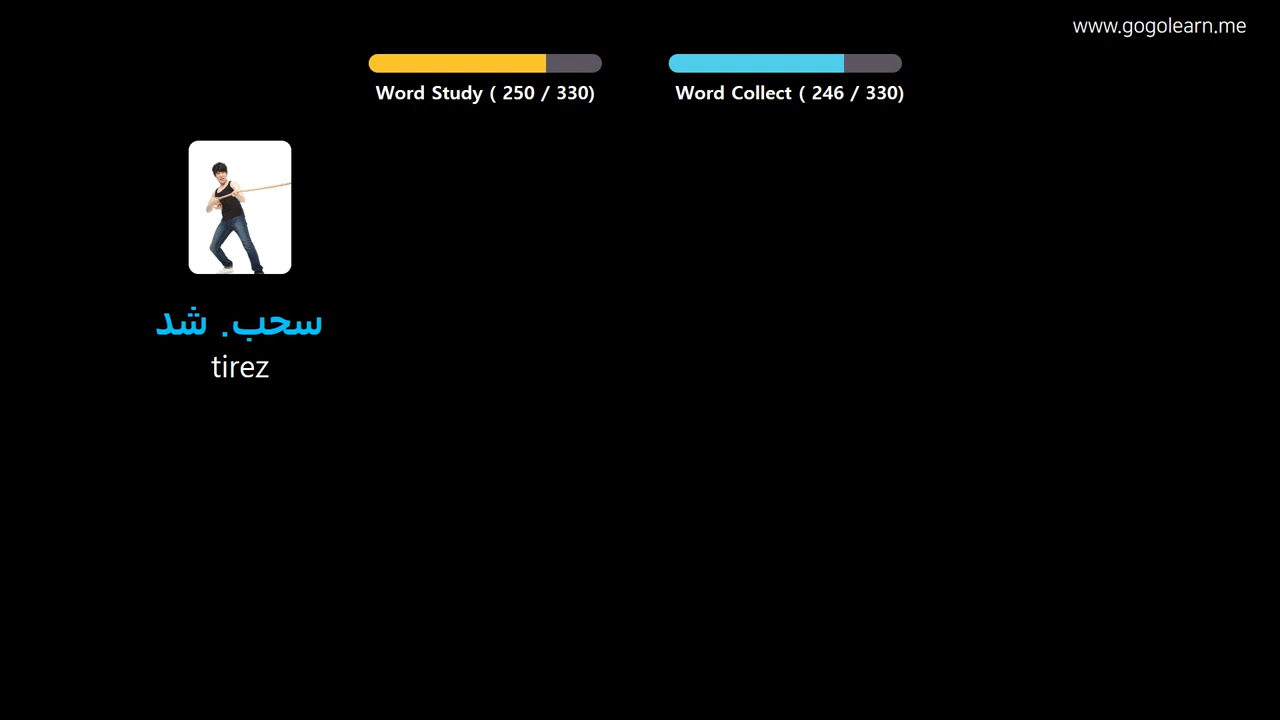 www.gogolearn.me
Word Study ( 250 / 330)
Word Collect ( 246 / 330)
سحب. شد
tirez